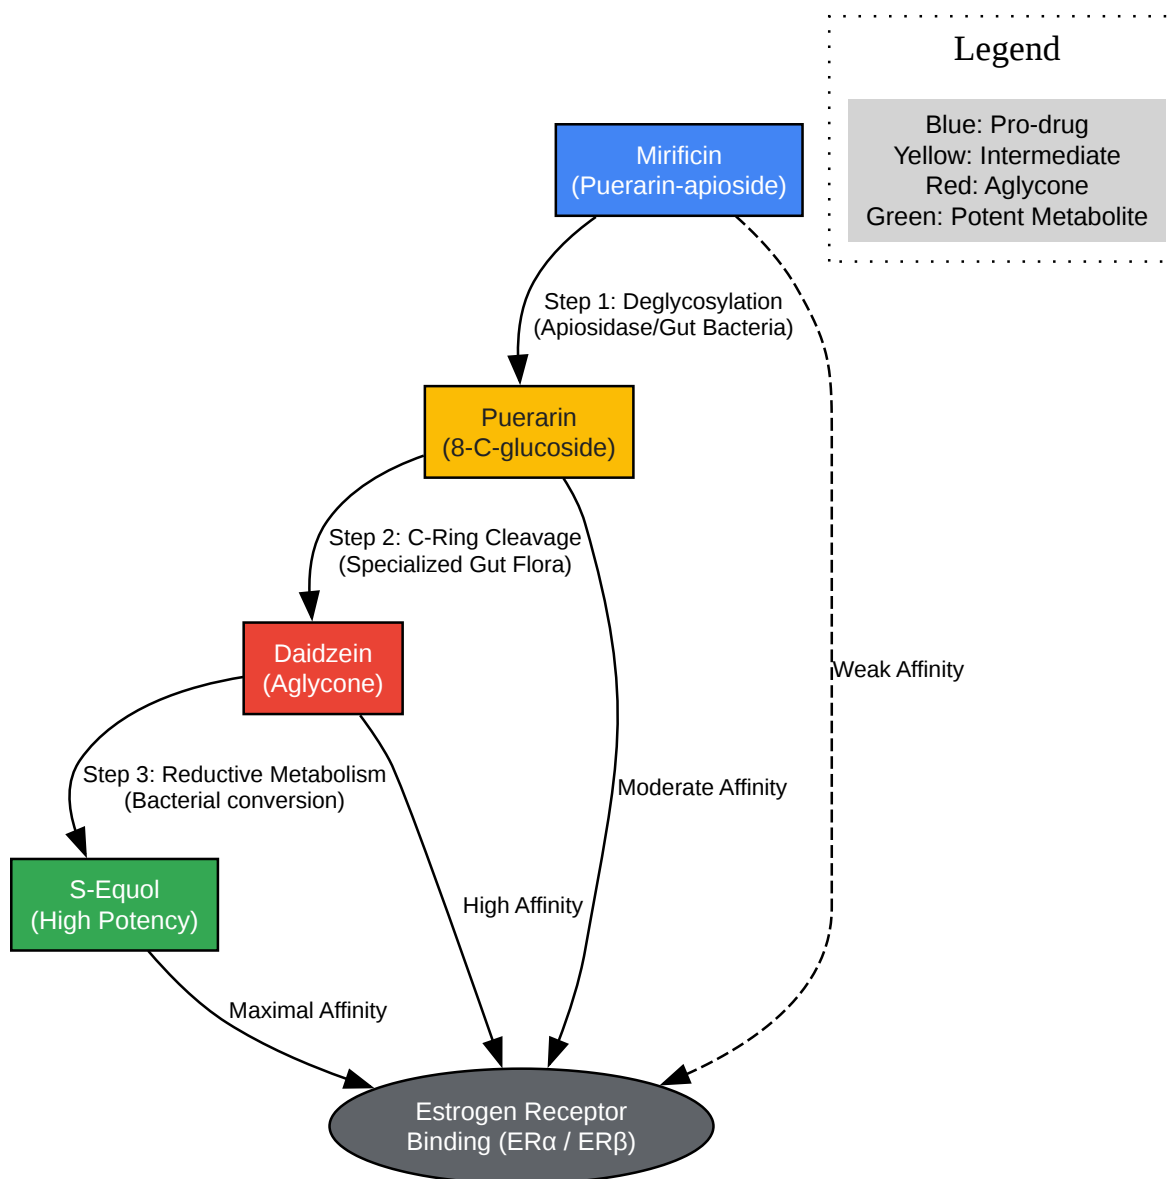 Legend
Blue: Pro-drug
Yellow: Intermediate
Red: Aglycone
Green: Potent Metabolite
Mirificin
(Puerarin-apioside)
Step 1: Deglycosylation
(Apiosidase/Gut Bacteria)
Puerarin
(8-C-glucoside)
Step 2: C-Ring Cleavage
(Specialized Gut Flora)
Daidzein
(Aglycone)
Weak Affinity
Step 3: Reductive Metabolism
(Bacterial conversion)
Moderate Affinity
S-Equol
(High Potency)
High Affinity
Maximal Affinity
Estrogen Receptor
Binding (ERα / ERβ)